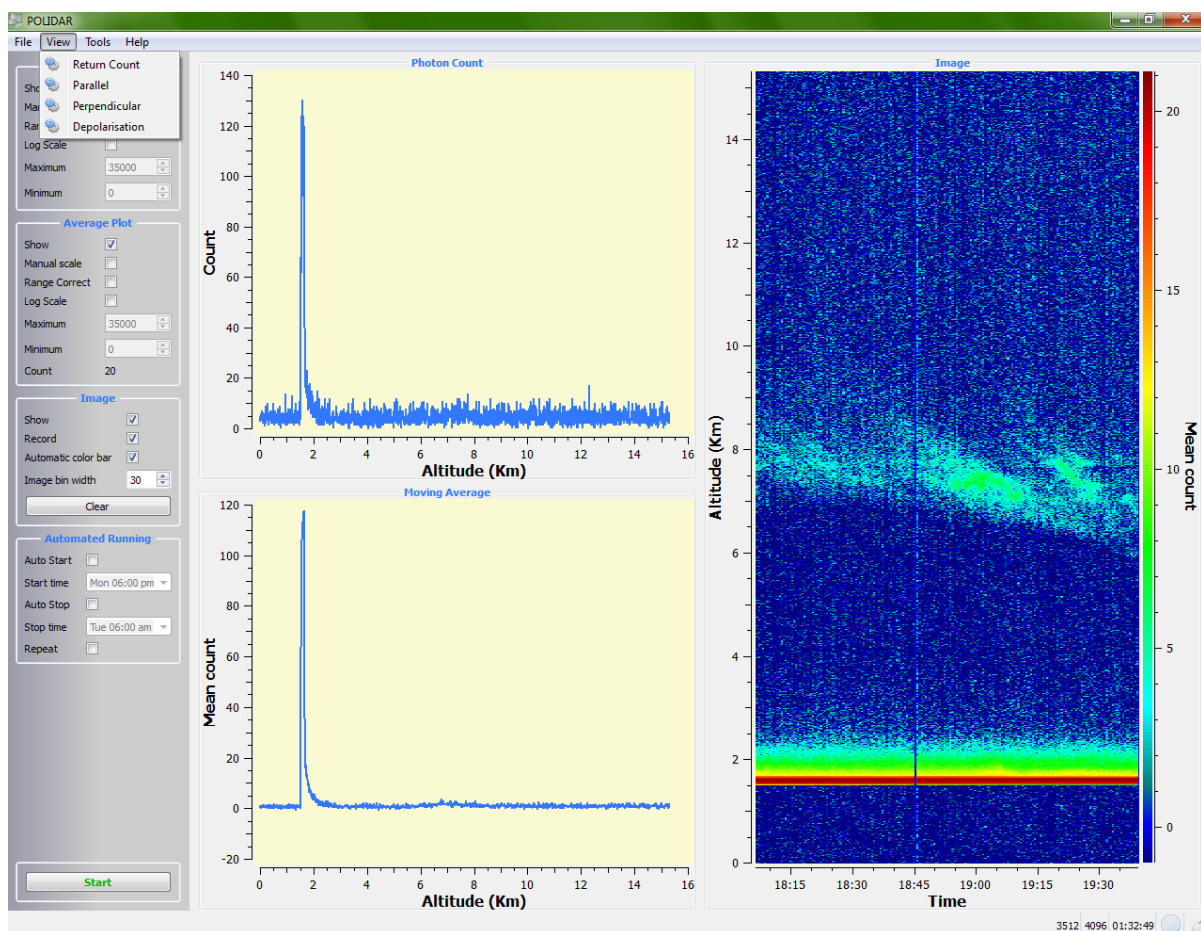 POLIDAR
File View Tools Help
Return Count
Parallel
Perpendicular
Depolarisation
Log Scale
Maximum 35000
Minimum 0
Average Plot
Show
Manual scale
Range Correct
Log Scale
Maximum 35000
Minimum 0
Count 20
Image
Show
Record
Automatic color bar
Image bin width 30
Clear
Automated Running
Auto Start
Start time Mon 06:00 pm
Auto Stop
Stop time Tue 06:00 am
Repeat
Start
Photon Count
Count
140
120
100
80
60
40
20
0
0 2 4 6 8 10 12 14 16
Altitude (Km)
Moving Average
Mean count
120
100
80
60
40
20
0
-20
0 2 4 6 8 10 12 14 16
Altitude (Km)
Image
Altitude (Km)
14
12
10
8
6
4
2
0
18:15 18:30 18:45 19:00 19:15 19:30
Time
20
15
10
5
0
Mean count
3512 4096 01:32:49